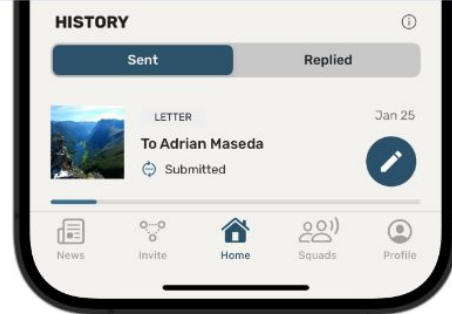 HISTORY
Sent Replied
LETTER Jan 25
To Adrian Maseda
Submitted
News Invite Home Squads Profile